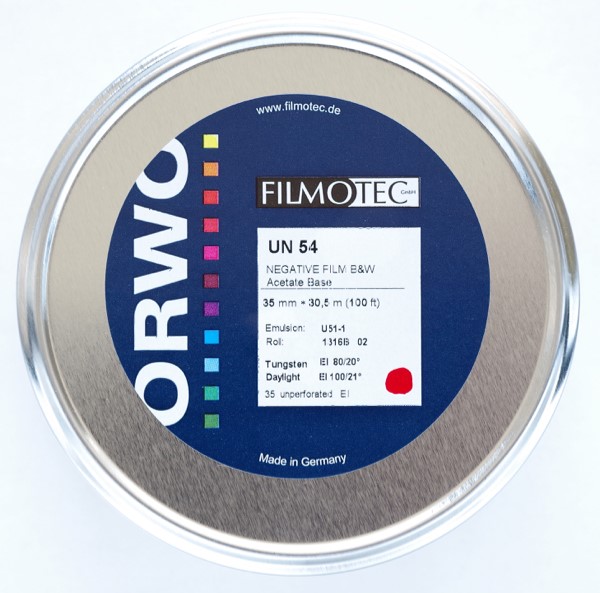 www.filmotec.de
ORWO
FILMOTEC GmbH
UN 54
NEGATIVE FILM B&W
Acetate Base
35 mm * 30,5 m (100 ft)
Emulsion: U51-1
Roll: 1316B 02
Tungsten EI 80/20°
Daylight EI 100/21°
35 unperforated EI
Made in Germany